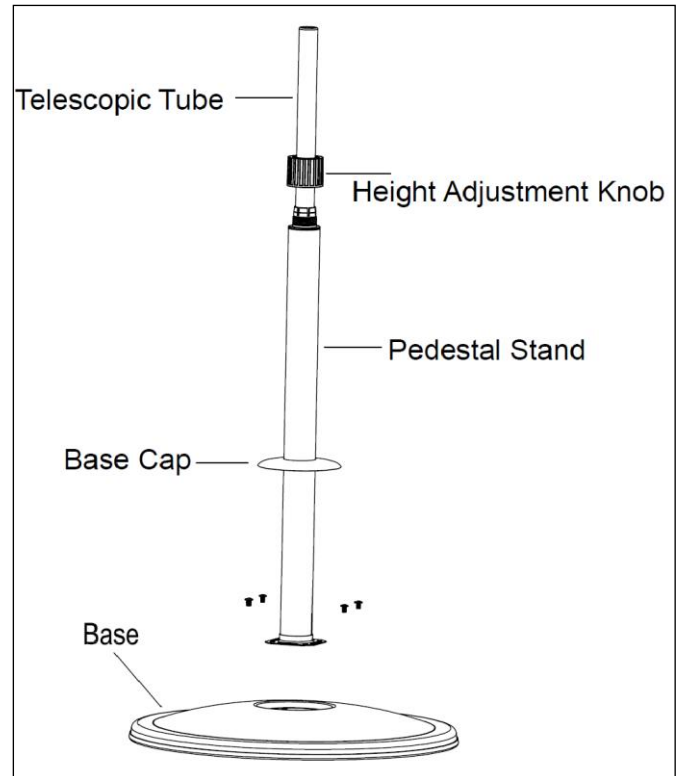 Telescopic Tube
Height Adjustment Knob
Pedestal Stand
Base Cap
Base